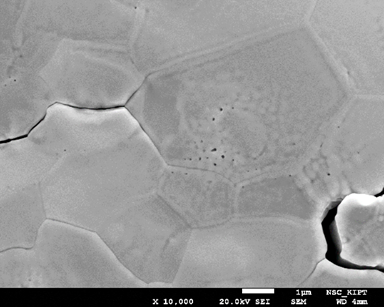 1μm NSC_KIPT
X 10,000 20.0kV SEI SEM WD 4mm